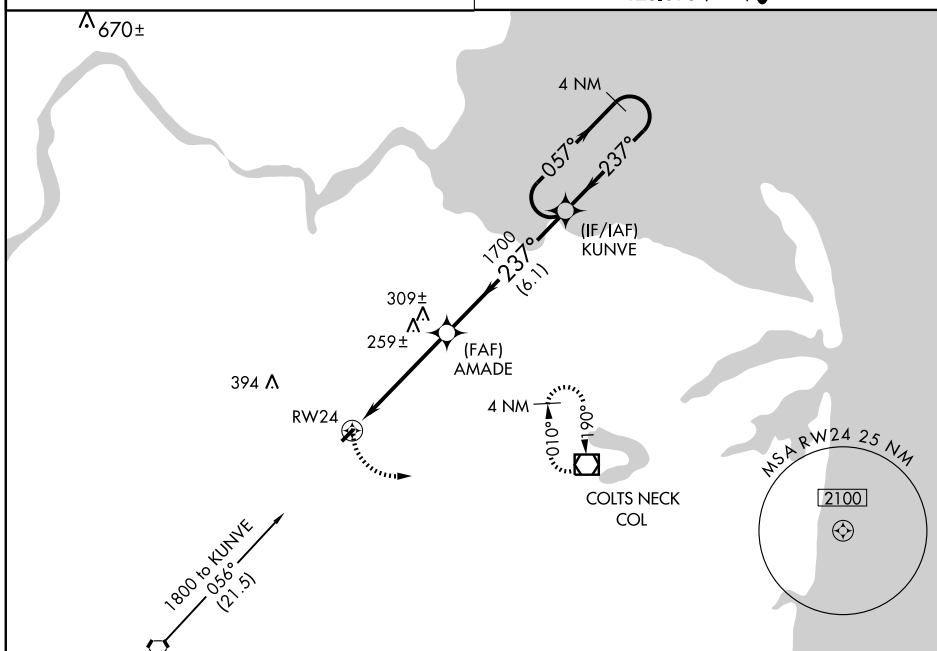 670±
4 NM
057°
237°
(IF/IAF)
KUNVE
1700
237°
(6.1)
309±
259±
(FAF)
AMADE
394
RW24
4 NM
010°
190°
COLTS NECK
COL
MSA RW24 25 NM
2100
1800 to KUNVE
056°
(21.5)